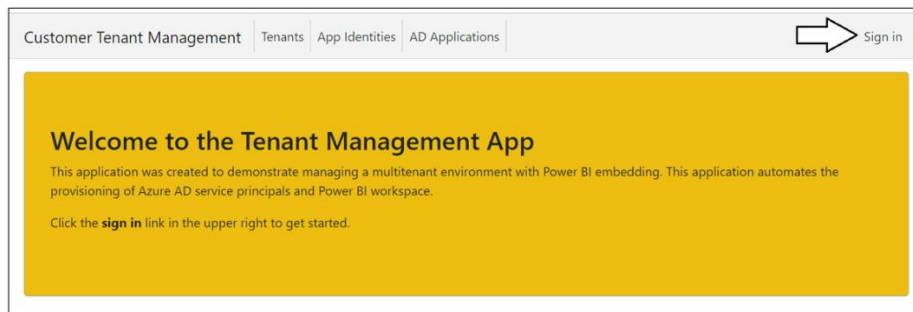 Customer Tenant Management Tenants App Identities AD Applications Sign in
Welcome to the Tenant Management App
This application was created to demonstrate managing a multitenant environment with Power BI embedding. This application automates the
provisioning of Azure AD service principals and Power BI workspace.
Click the sign in link in the upper right to get started.